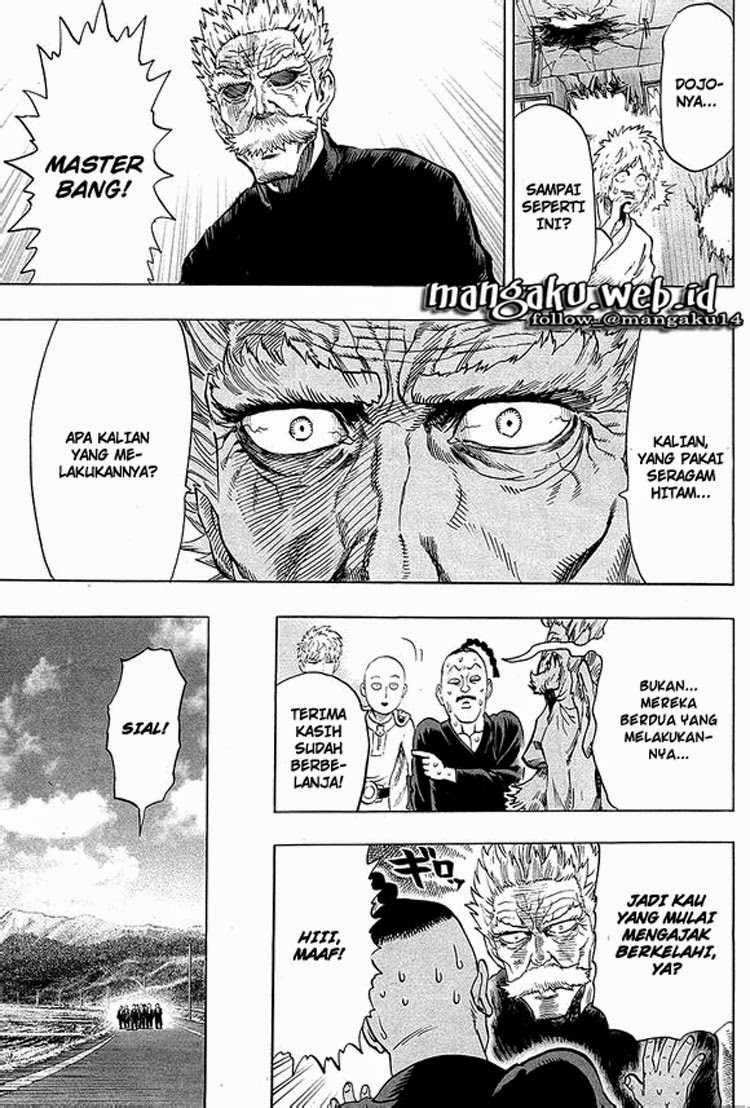 DOJO-
NYA...
SAMPAI
SEPERTI
INI?
MASTER
BANG!
mangaku.web.id
follow_@mangaku14
KALIAN,
YANG PAKAI
SERAGAM
HITAM...
APA KALIAN
YANG ME-
LAKUKANNYA?
BUKAN...
MEREKA
BERDUA YANG
MELAKUKAN-
NYA...
TERIMA
KASIH
SUDAH
BERBE-
LANJA!
JADI KAU
YANG MULAI
MENGAJAK
BERKELAHI,
YA?
ギロッ
HIII,
MAAF!
SIAL!